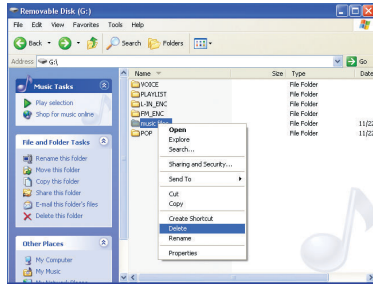 Removable Disk (G:)
File Edit View Favorites Tools Help
Back Search Folders
Address G:\ Go
Name Size Type Date
Music Tasks
Play selection
Shop for music online
File and Folder Tasks
Rename this folder
Move this folder
Copy this folder
Share this folder
E-mail this folder's files
Delete this folder
Other Places
My Computer
My Music
VOICE File Folder
PLAYLIST File Folder
L-IN_ENC File Folder
FM_ENC File Folder
music files File Folder 11/22
POP File Folder 11/22
Open
Explore
Search...
Sharing and Security...
Send To
Cut
Copy
Create Shortcut
Delete
Rename
Properties